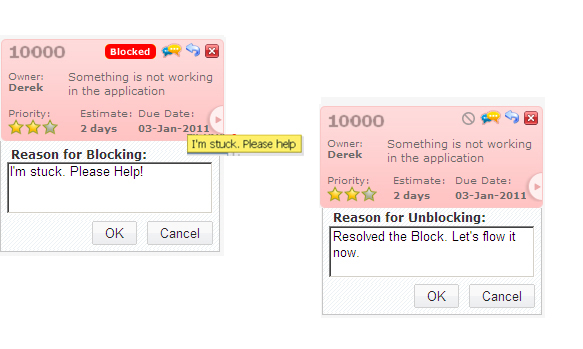 10000 Blocked
Owner:
Derek
Something is not working
in the application
Priority:
Estimate:
2 days
Due Date:
03-Jan-2011
I'm stuck. Please help
Reason for Blocking:
I'm stuck. Please Help!
OK Cancel
10000
Owner:
Derek
Something is not working
in the application
Priority:
Estimate:
2 days
Due Date:
03-Jan-2011
Reason for Unblocking:
Resolved the Block. Let's flow it
now.
OK Cancel